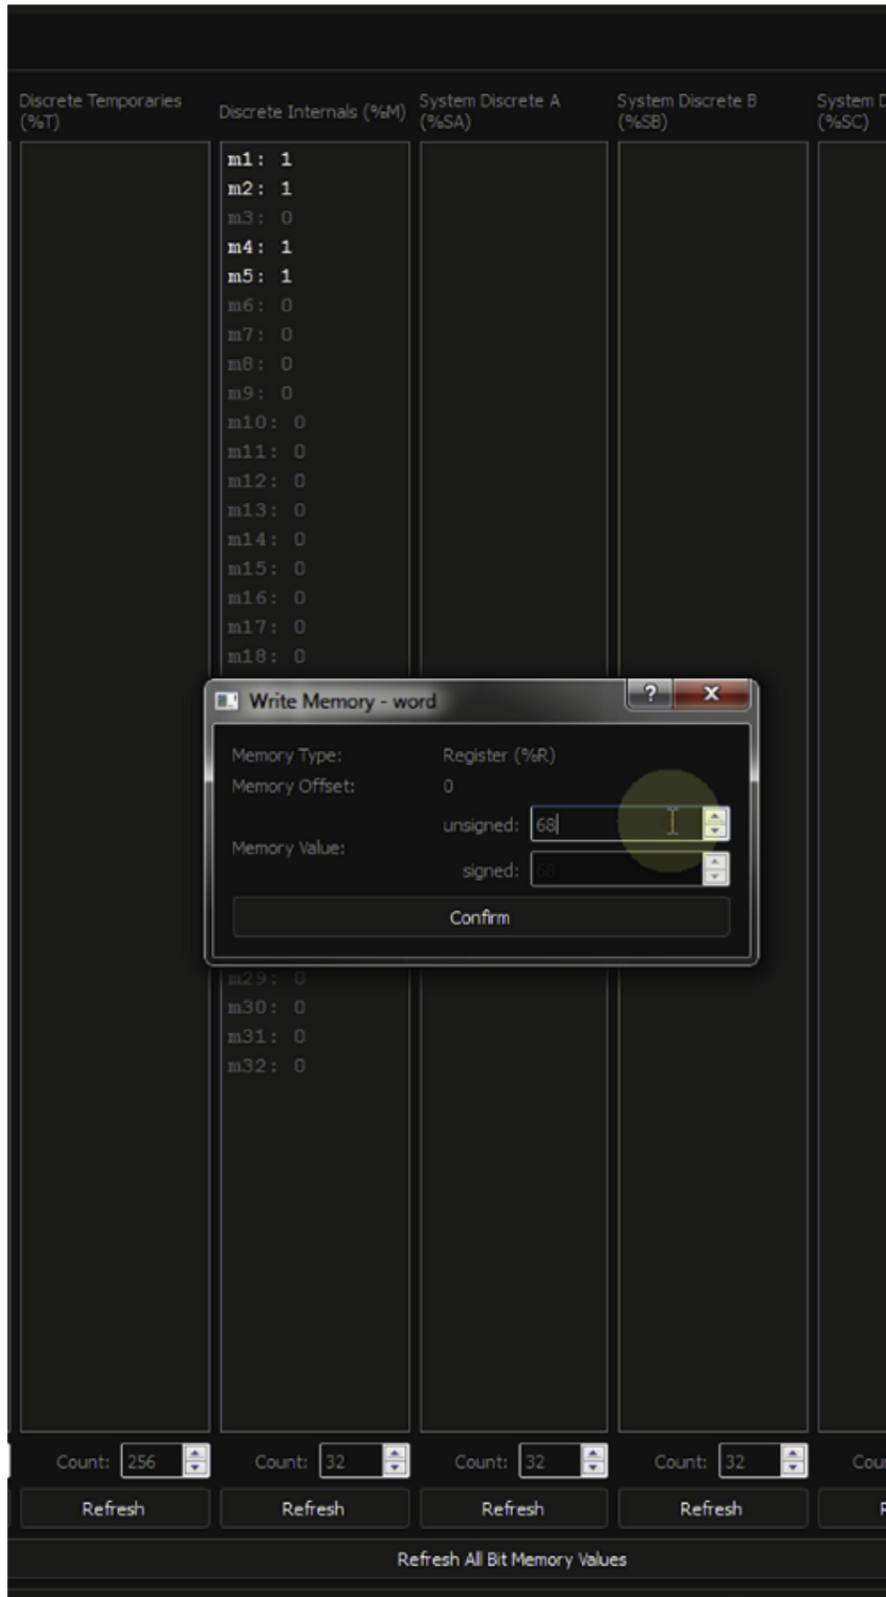 Discrete Temporaries
(%T)
Discrete Internals (%M)
System Discrete A
(%SA)
System Discrete B
(%SB)
System D
(%SC)
m1: 1
m2: 1
m3: 0
m4: 1
m5: 1
m6: 0
m7: 0
m8: 0
m9: 0
m10: 0
m11: 0
m12: 0
m13: 0
m14: 0
m15: 0
m16: 0
m17: 0
m18: 0
Write Memory - word
? X
Memory Type: Register (%R)
Memory Offset: 0
Memory Value:
unsigned: 68
signed: 68
Confirm
m29: 0
m30: 0
m31: 0
m32: 0
Count: 256
Count: 32
Count: 32
Count: 32
Cou
Refresh
Refresh
Refresh
Refresh
R
Refresh All Bit Memory Values